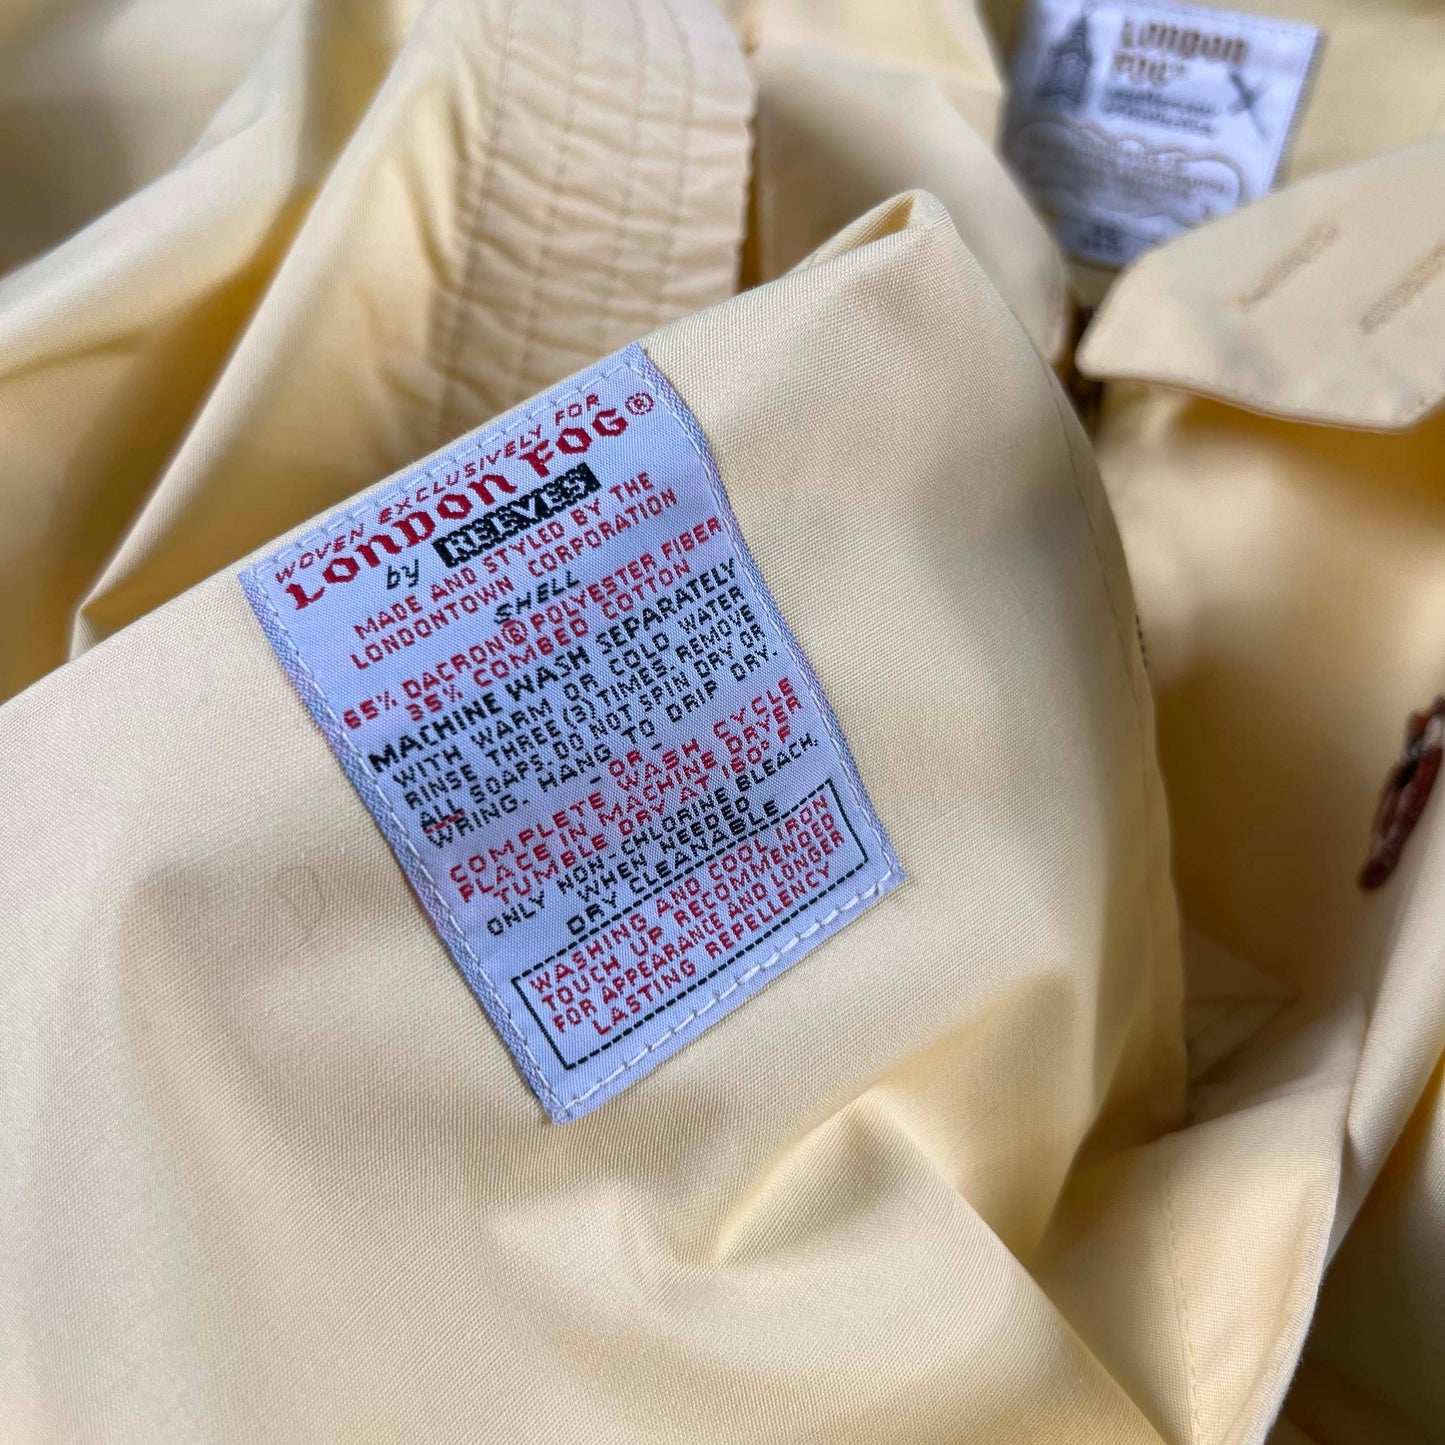 LONDON
FOG®
WOVEN EXCLUSIVELY FOR
LONDON FOG®
by REEVES
MADE AND STYLED BY THE
LONDONTOWN CORPORATION
SHELL
65% DACRON® POLYESTER FIBER
35% COMBED COTTON
MACHINE WASH SEPARATELY
WITH WARM OR COLD WATER
RINSE THREE (3) TIMES, REMOVE
ALL SOAPS. DO NOT SPIN DRY OR
WRING. HANG TO DRIP DRY.
-OR-
COMPLETE WASH CYCLE
PLACE IN MACHINE DRYER
TUMBLE DRY AT 160° F
ONLY NON-CHLORINE BLEACH,
WHEN NEEDED
DRY CLEANABLE
WASHING AND COOL IRON
TOUCH UP RECOMMENDED
FOR APPEARANCE AND LONGER
LASTING REPELLENCY